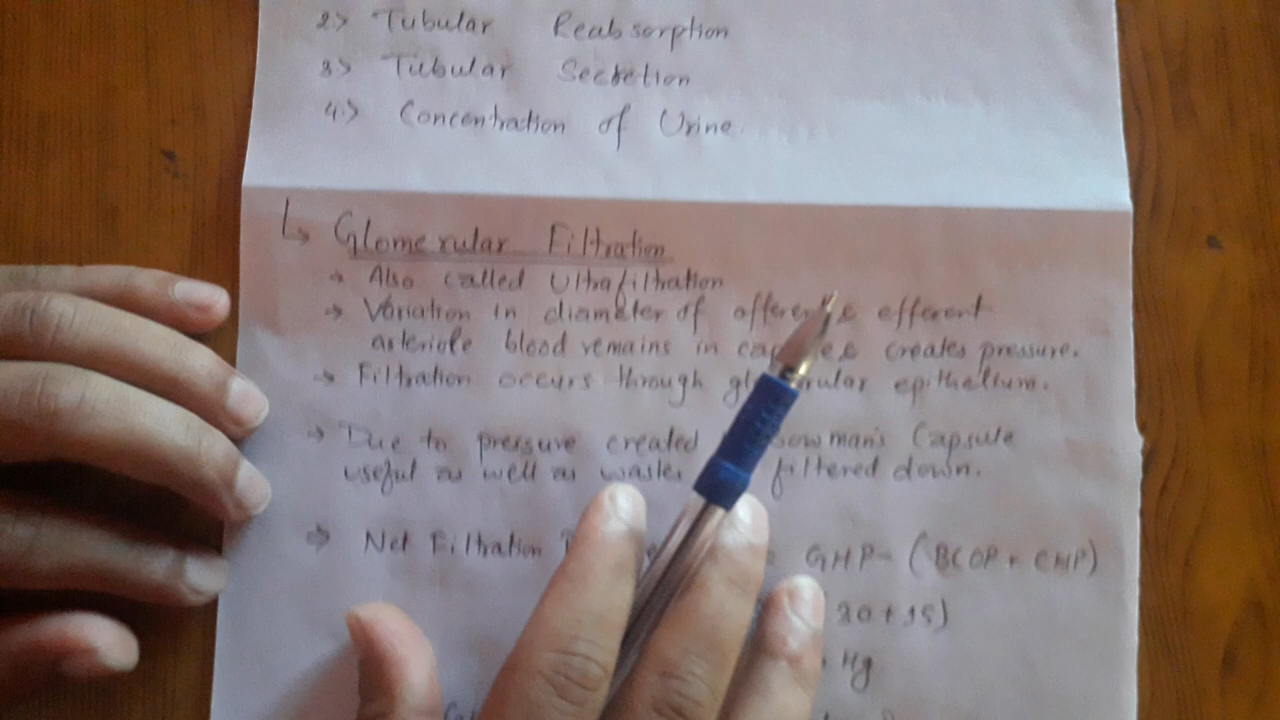 2> Tubular Reabsorption
3> Tubular Secretion
4.> Concentration of Urine.
Glomerular Filtration
→ Also called Ultrafiltration
→ Variation in diameter of efferent
arteriole blood remains in creates pressure.
→ Filtration occurs through epithelium.
→ Due to pressure created Bowman's Capsule
useful as well as wastes filtered down.
⇒ Net Filtration = GHP- (BCOP + CHP)
30 + 15)
Hg